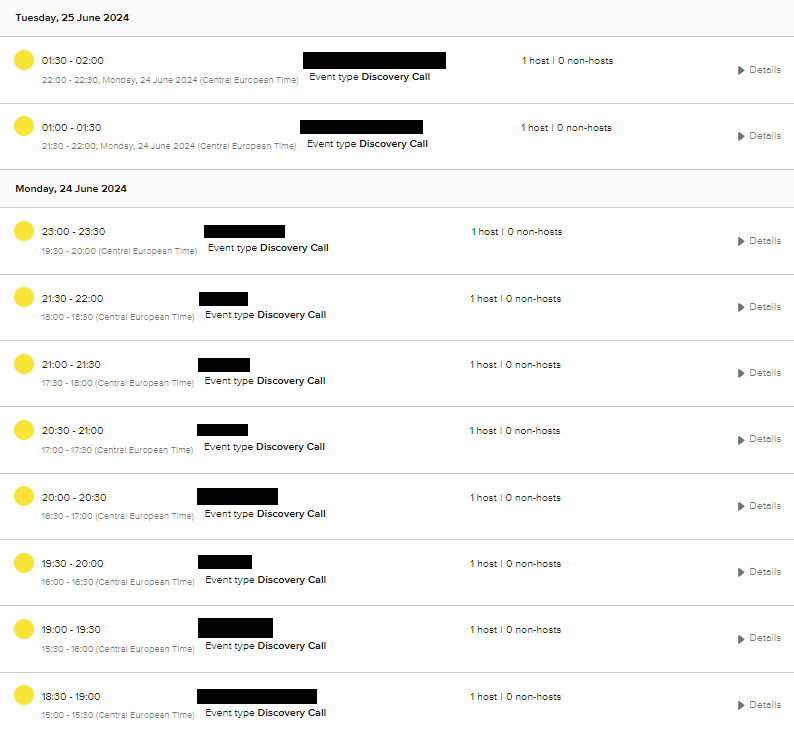 Tuesday, 25 June 2024
01:30 - 02:00
1 host | 0 non-hosts
Details
22:00 - 22:30, Monday, 24 June 2024 (Central European Time)
Event type Discovery Call
01:00 - 01:30
1 host | 0 non-hosts
Details
21:30 - 22:00, Monday, 24 June 2024 (Central European Time)
Event type Discovery Call
Monday, 24 June 2024
23:00 - 23:30
1 host | 0 non-hosts
Details
19:30 - 20:00 (Central European Time)
Event type Discovery Call
21:30 - 22:00
1 host | 0 non-hosts
Details
18:00 - 18:30 (Central European Time)
Event type Discovery Call
21:00 - 21:30
1 host | 0 non-hosts
Details
17:30 - 18:00 (Central European Time)
Event type Discovery Call
20:30 - 21:00
1 host | 0 non-hosts
Details
17:00 - 17:30 (Central European Time)
Event type Discovery Call
20:00 - 20:30
1 host | 0 non-hosts
Details
16:30 - 17:00 (Central European Time)
Event type Discovery Call
19:30 - 20:00
1 host | 0 non-hosts
Details
16:00 - 16:30 (Central European Time)
Event type Discovery Call
19:00 - 19:30
1 host | 0 non-hosts
Details
15:30 - 16:00 (Central European Time)
Event type Discovery Call
18:30 - 19:00
1 host | 0 non-hosts
Details
15:00 - 15:30 (Central European Time)
Event type Discovery Call